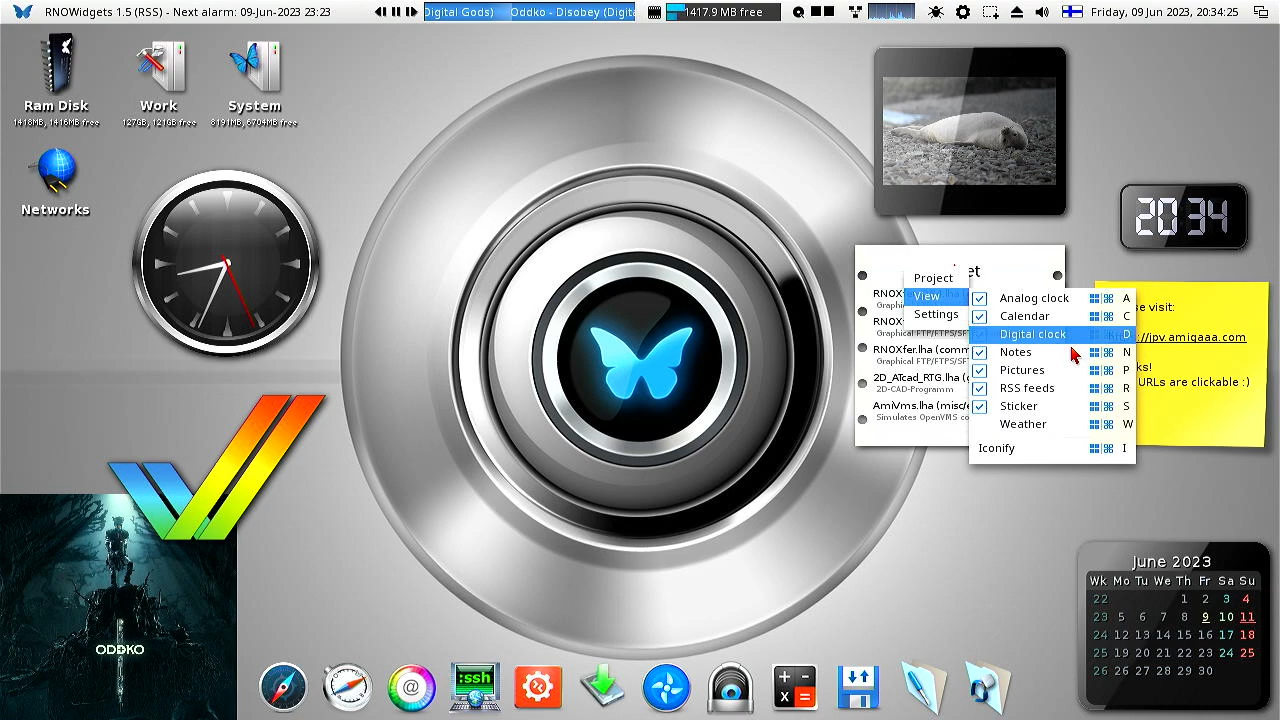 RNOWidgets 1.5 (RSS) - Next alarm: 09-Jun-2023 23:23
Digital Gods)
Oddko - Disobey (Digita
1417.9 MB free
Friday, 09 Jun 2023, 20:34:25
Ram Disk
1418MB, 1416MB free
Work
127GB, 121GB free
System
8191MB, 6704MB free
Networks
20:34
et
Project
View
Settings
RNOX
Graphi
RNOX
Graphical FTP/FTPS/SFT
RNOXfer.lha (comm
Graphical FTP/FTPS/SFT
2D_ATcad_RTG.lha (
2D-CAD-Programm
AmiVms.lha (misc/e
Simulates OpenVMS co
Analog clock A
Calendar C
Digital clock D
Notes N
Pictures P
RSS feeds R
Sticker S
Weather W
Iconify I
se visit:
://jpv.amigaaa.com
ks!
URLs are clickable :)
ODDKO
:ssh
@
+ -
x =
June 2023
Wk Mo Tu We Th Fr Sa Su
22 1 2 3 4
23 5 6 7 8 9 10 11
24 12 13 14 15 16 17 18
25 19 20 21 22 23 24 25
26 26 27 28 29 30